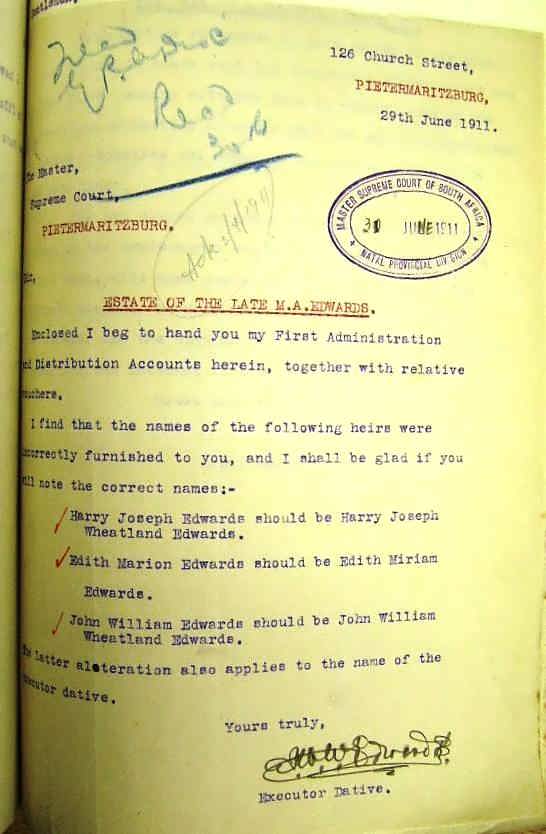 126 Church Street,
PIETERMARITZBURG,
29th June 1911.
Read
Master,
Supreme Court,
PIETERMARITZBURG.
MASTER SUPREME COURT OF SOUTH AFRICA
30 JUNE 1911
NATAL PROVINCIAL DIVISION
ESTATE OF THE LATE M.A.EDWARDS.
Enclosed I beg to hand you my First Administration
Distribution Accounts herein, together with relative
I find that the names of the following heirs were
incorrectly furnished to you, and I shall be glad if you
note the correct names:-
Harry Joseph Edwards should be Harry Joseph
Wheatland Edwards.
Edith Marion Edwards should be Edith Miriam
Edwards.
John William Edwards should be John William
Wheatland Edwards.
Latter aloteration also applies to the name of the
dative.
Yours truly,
Edwards
Executor Dative.